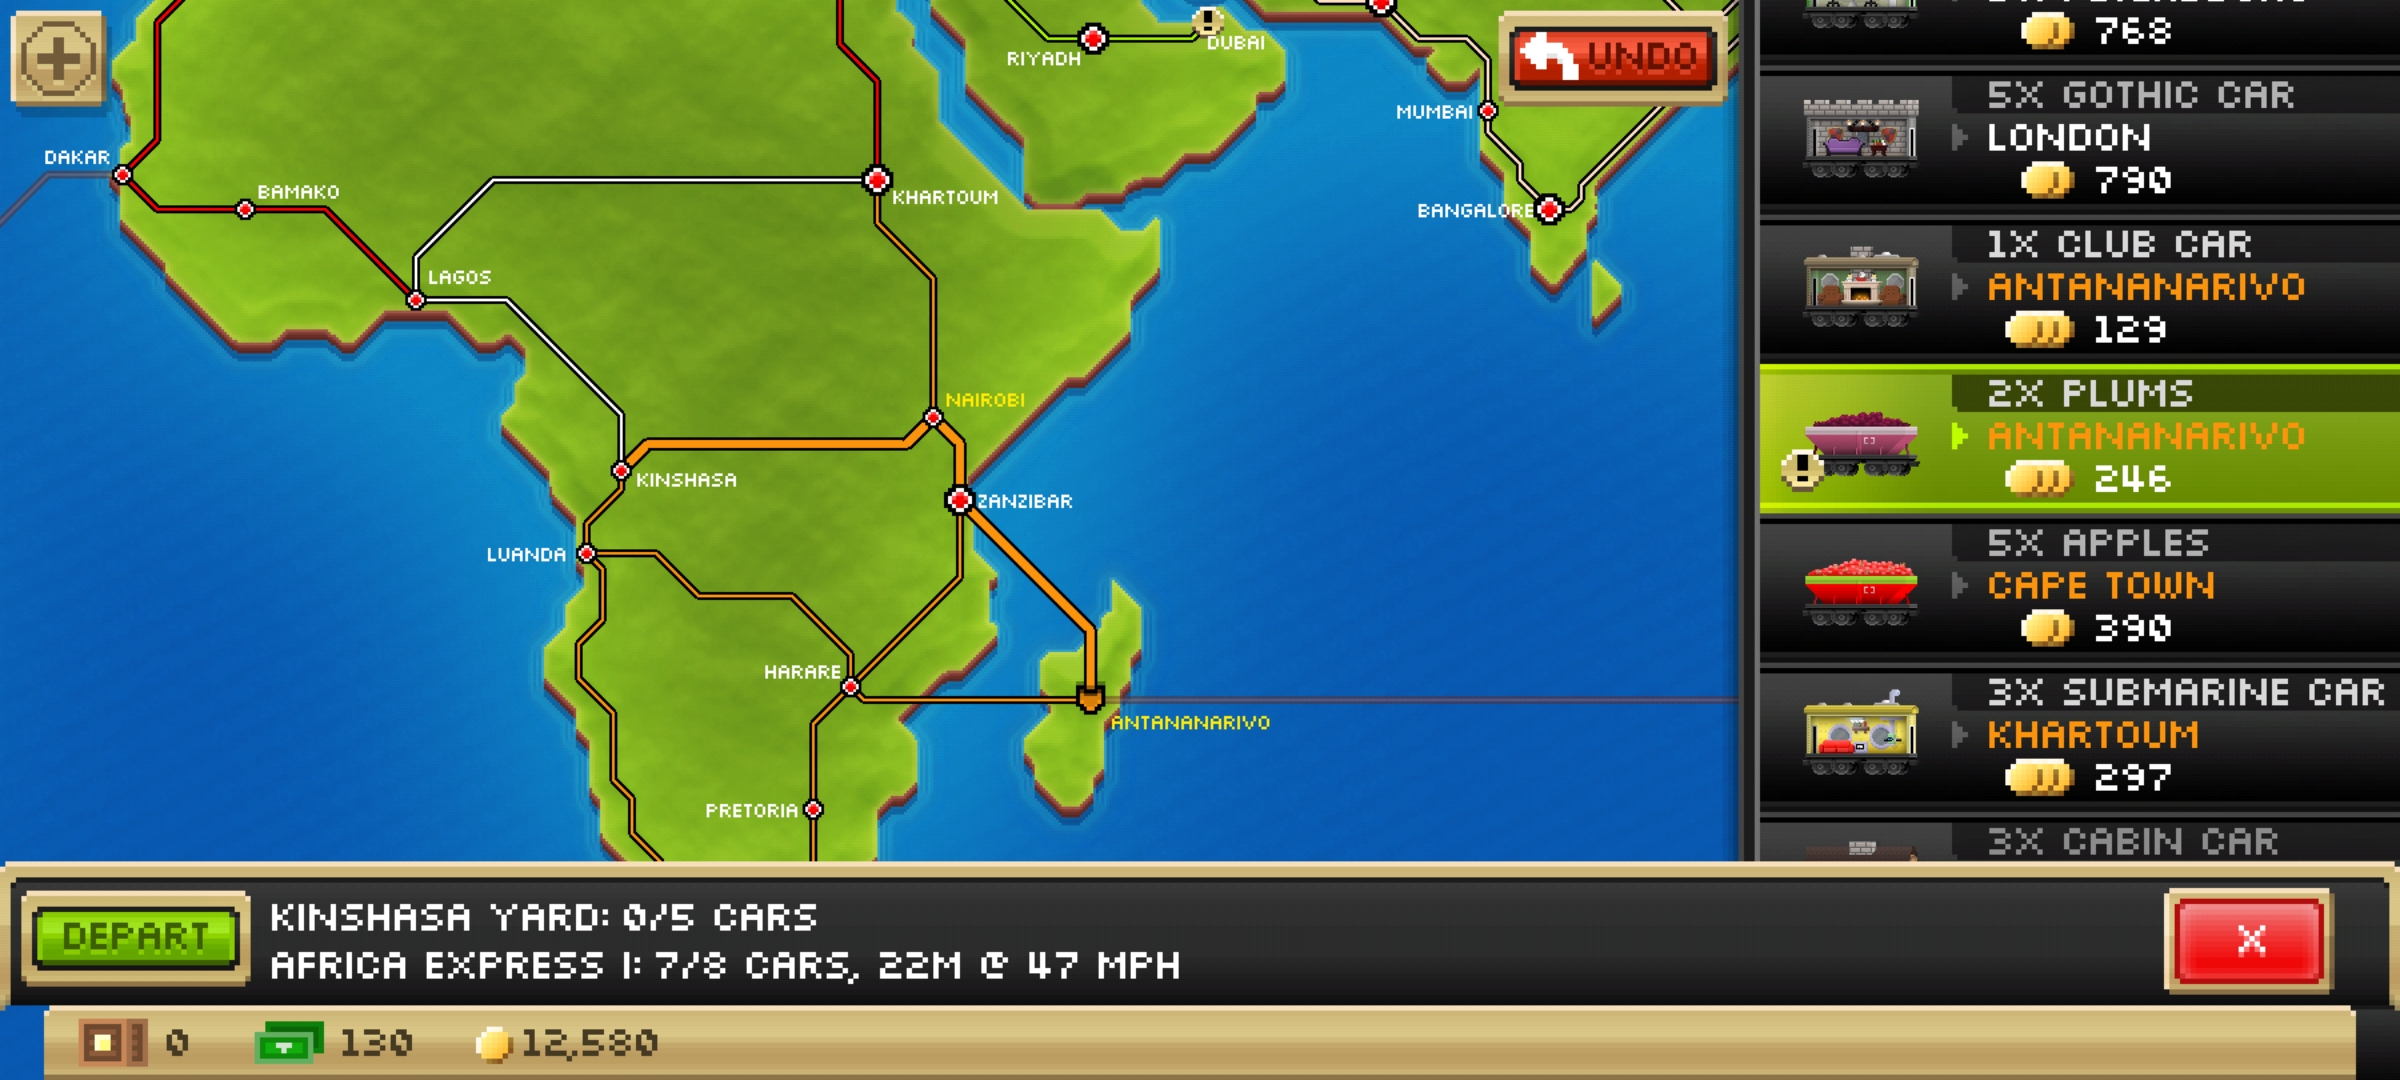 RIYADH
DUBAI
UNDO
MUMBAI
BANGALORE
DAKAR
BAMAKO
KHARTOUM
LAGOS
NAIROBI
KINSHASA
ZANZIBAR
LUANDA
HARARE
ANTANANARIVO
PRETORIA
768
5X GOTHIC CAR
LONDON
790
1X CLUB CAR
ANTANANARIVO
129
2X PLUMS
ANTANANARIVO
246
5X APPLES
CAPE TOWN
390
3X SUBMARINE CAR
KHARTOUM
297
3X CABIN CAR
DEPART
KINSHASA YARD: 0/5 CARS
AFRICA EXPRESS I: 7/8 CARS, 22M @ 47 MPH
X
0
130
12,580